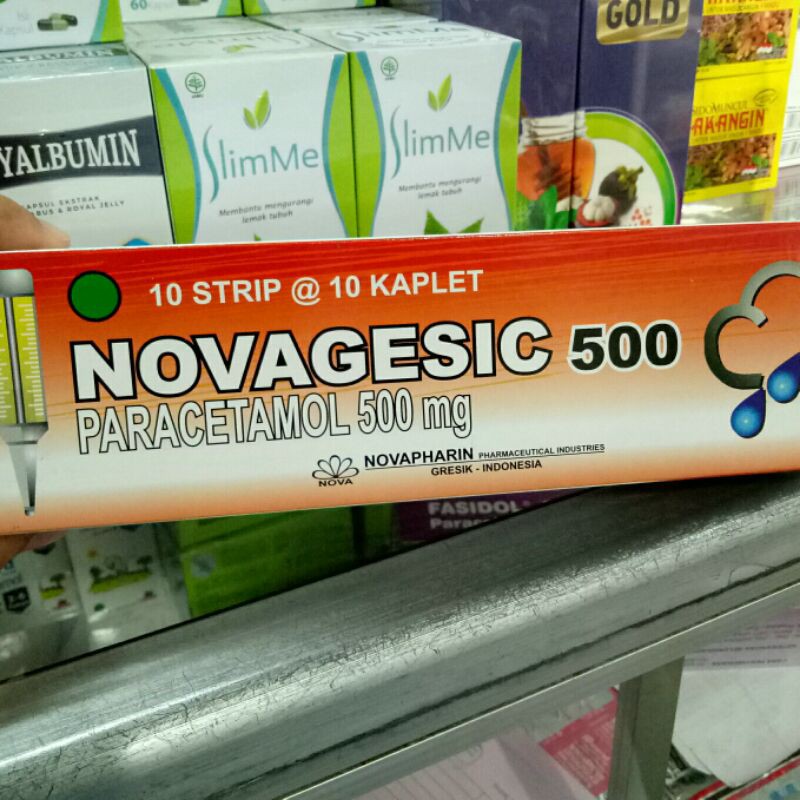 60
GOLD
YALBUMIN
SlimMe
Membantu mengurangi
lemak tubuh
SlimMe
Membantu mengurangi
lemak tubuh
AKANGIN
10 STRIP @ 10 KAPLET
NOVAGESIC 500
PARACETAMOL 500 mg
NOVA
NOVAPHARIN PHARMACEUTICAL INDUSTRIES
GRESIK - INDONESIA
FASIDOL